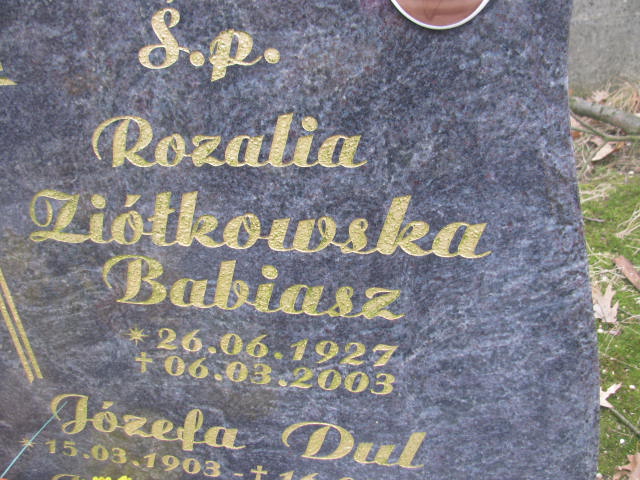 Ś.p.
Rozalia
Ziółkowska
Babiasz
*26.06.1927
†06.03.2003
Józefa Dul
*15.03.1903 - †